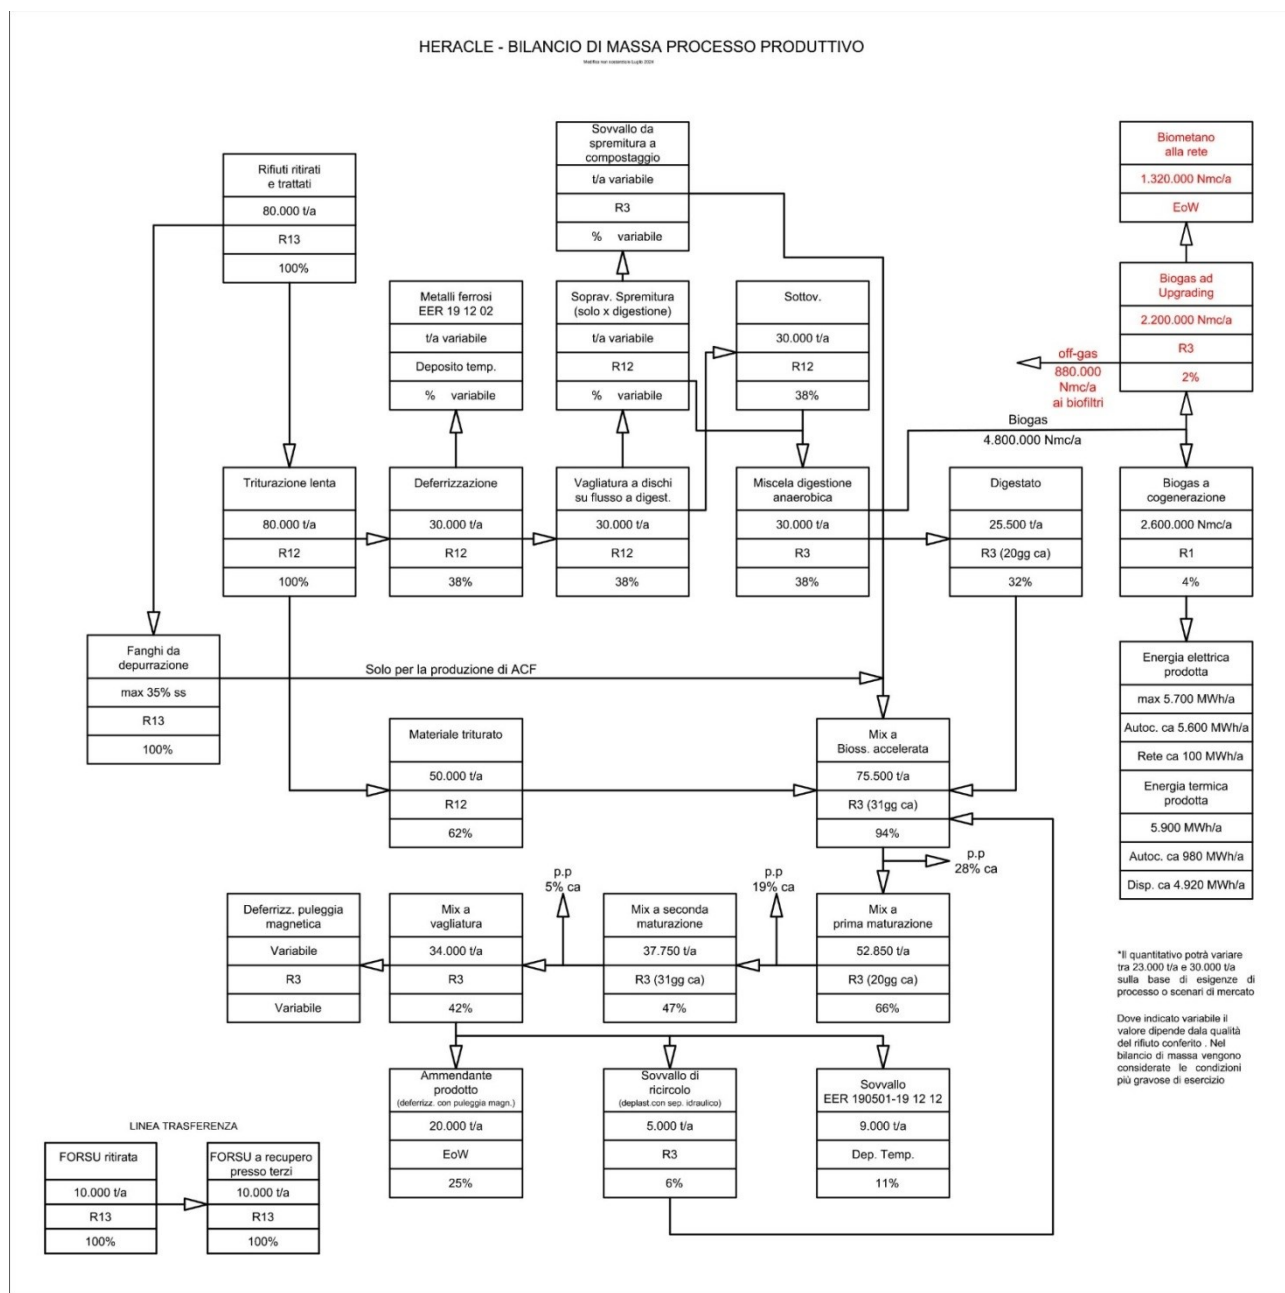 HERACLE - BILANCIO DI MASSA PROCESSO PRODUTTIVO
Modifica non sostanziale Luglio 2024
Rifiuti ritirati
e trattati
80.000 t/a
R13
100%
Sovvallo da
spremitura a
compostaggio
t/a variabile
R3
% variabile
Biometano
alla rete
1.320.000 Nmc/a
EoW
Metalli ferrosi
EER 19 12 02
t/a variabile
Deposito temp.
% variabile
Soprav. Spremitura
(solo x digestione)
t/a variabile
R12
% variabile
Sottov.
30.000 t/a
R12
38%
Biogas ad
Upgrading
2.200.000 Nmc/a
R3
2%
off-gas
880.000
Nmc/a
ai biofiltri
Biogas
4.800.000 Nmc/a
Triturazione lenta
80.000 t/a
R12
100%
Deferrizzazione
30.000 t/a
R12
38%
Vagliatura a dischi
su flusso a digest.
30.000 t/a
R12
38%
Miscela digestione
anaerobica
30.000 t/a
R3
38%
Digestato
25.500 t/a
R3 (20gg ca)
32%
Biogas a
cogenerazione
2.600.000 Nmc/a
R1
4%
Fanghi da
depurrazione
max 35% ss
R13
100%
Solo per la produzione di ACF
Energia elettrica
prodotta
max 5.700 MWh/a
Autoc. ca 5.600 MWh/a
Rete ca 100 MWh/a
Energia termica
prodotta
5.900 MWh/a
Autoc. ca 980 MWh/a
Disp. ca 4.920 MWh/a
Materiale triturato
50.000 t/a
R12
62%
Mix a
Bioss. accelerata
75.500 t/a
R3 (31gg ca)
94%
p.p
28% ca
p.p
19% ca
p.p
5% ca
Deferrizz. puleggia
magnetica
Variabile
R3
Variabile
Mix a
vagliatura
34.000 t/a
R3
42%
Mix a seconda
maturazione
37.750 t/a
R3 (31gg ca)
47%
Mix a
prima maturazione
52.850 t/a
R3 (20gg ca)
66%
*Il quantitativo potrà variare
tra 23.000 t/a e 30.000 t/a
sulla base di esigenze di
processo o scenari di mercato
Dove indicato variabile il
valore dipende dala qualità
del rifiuto conferito . Nel
bilancio di massa vengono
considerate le condizioni
più gravose di esercizio
Ammendante
prodotto
(deferrizz. con puleggia magn.)
20.000 t/a
EoW
25%
Sovvallo di
ricircolo
(deplast.con sep. idraulico)
5.000 t/a
R3
6%
Sovvallo
EER 190501-19 12 12
9.000 t/a
Dep. Temp.
11%
LINEA TRASFERENZA
FORSU ritirata
10.000 t/a
R13
100%
FORSU a recupero
presso terzi
10.000 t/a
R13
100%